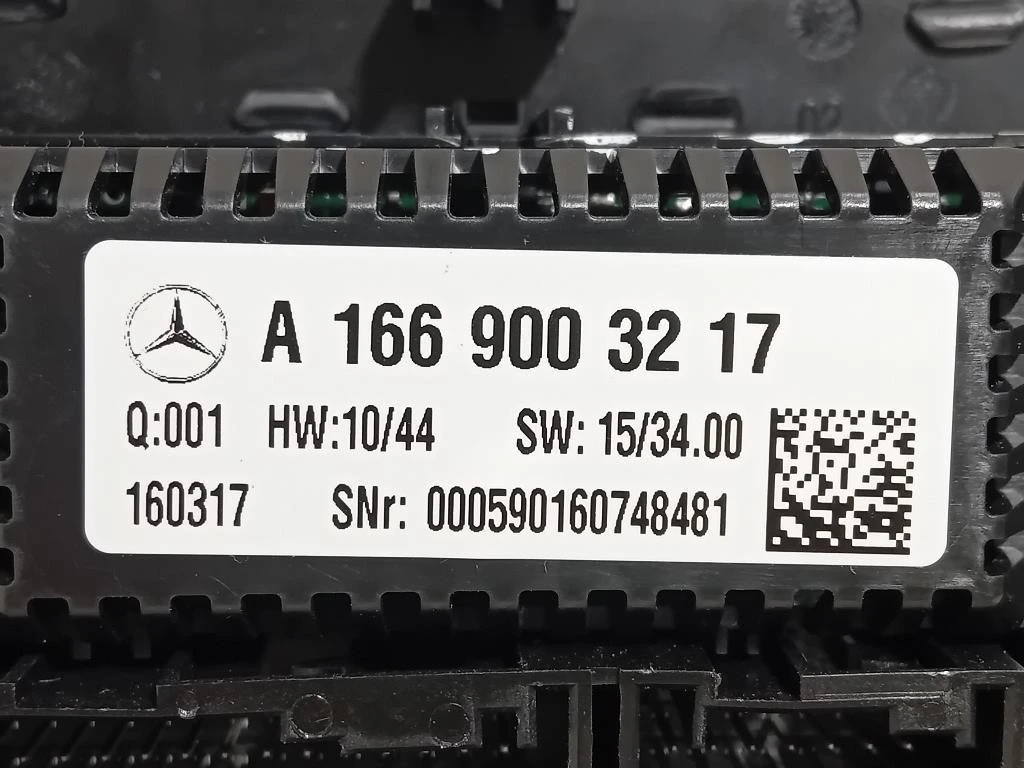 A 166 900 32 17
Q:001 HW:10/44 SW: 15/34.00
160317 SNr: 000590160748481